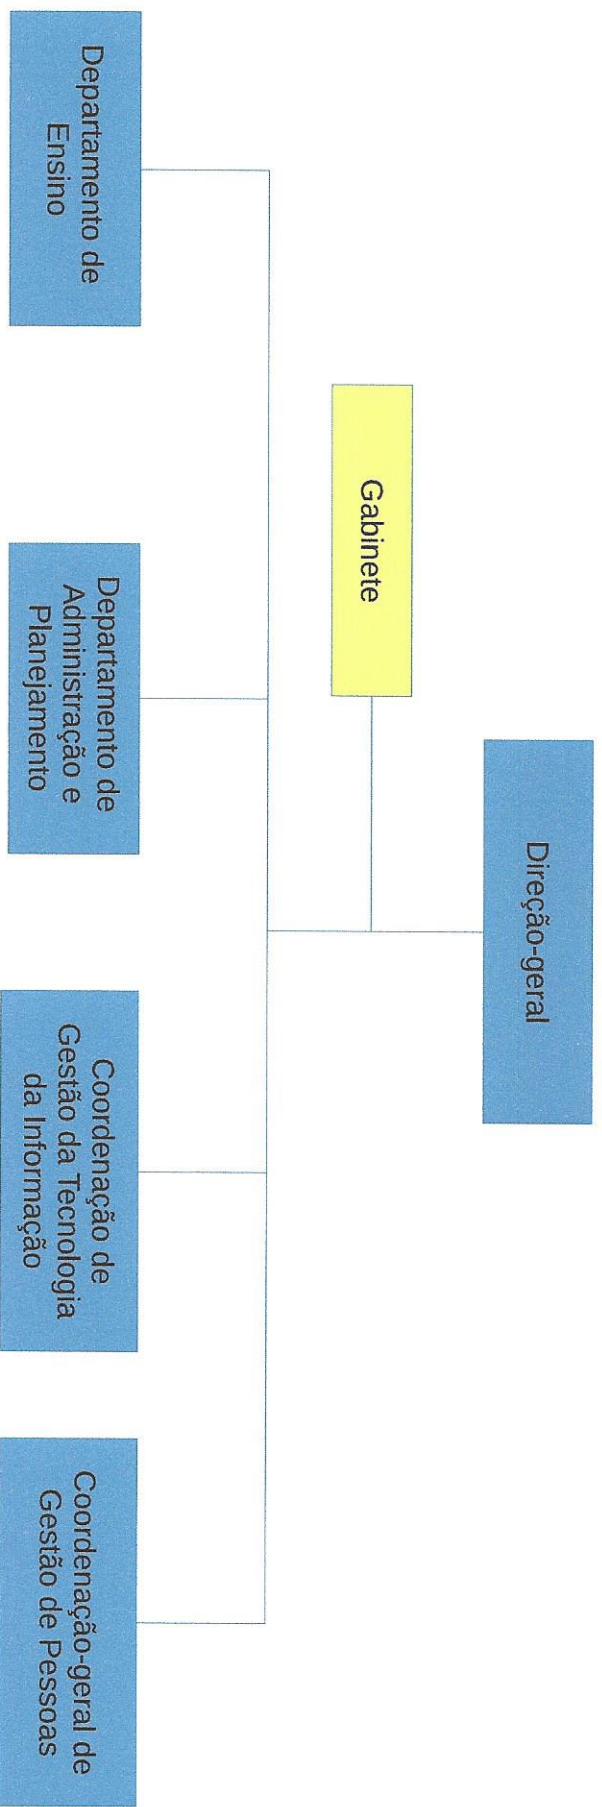 Direção-geral
Gabinete
Departamento de
Ensino
Departamento de
Administração e
Planejamento
Coordenação de
Gestão da Tecnologia
da Informação
Coordenação-geral de
Gestão de Pessoas